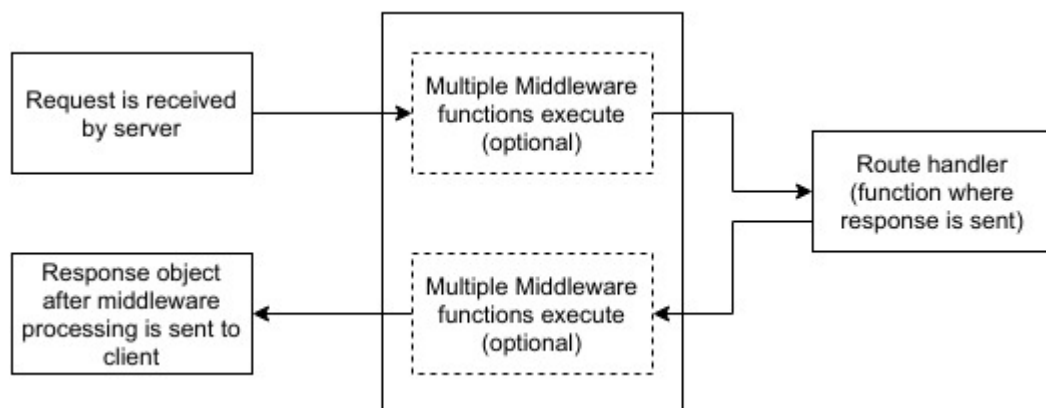 Request is received
by server
Multiple Middleware
functions execute
(optional)
Route handler
(function where
response is sent)
Multiple Middleware
functions execute
(optional)
Response object
after middleware
processing is sent to
client